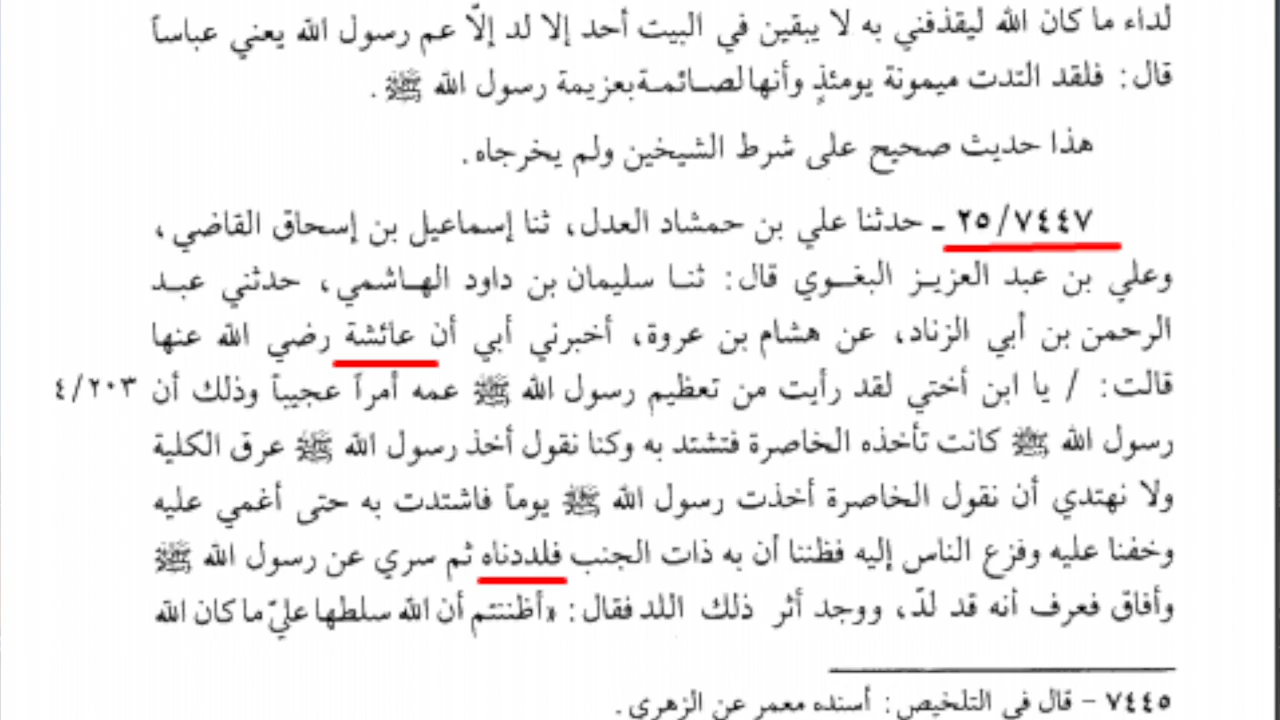 لداء ما كان الله ليقذفني به لا يبقين في البيت أحد إلا لد إلاّ عم رسول الله يعني عباساً
قال: فلقد التدت ميمونة يومئذٍ وأنها لصائمة بعزيمة رسول الله ﷺ.
هذا حديث صحيح على شرط الشيخين ولم يخرجاه.
٢٥/٧٤٤٧ ـ حدثنا علي بن حمشاد العدل، ثنا إسماعيل بن إسحاق القاضي،
وعلي بن عبد العزيز البغوي قال: ثنا سليمان بن داود الهاشمي، حدثني عبد
الرحمن بن أبي الزناد، عن هشام بن عروة، أخبرني أبي أن عائشة رضي الله عنها
قالت: / يا ابن أختي لقد رأيت من تعظيم رسول الله ﷺ عمه أمراً عجيباً وذلك أن ٤/٢٠٣
رسول الله ﷺ كانت تأخذه الخاصرة فتشتد به وكنا نقول أخذ رسول الله ﷺ عرق الكلية
ولا نهتدي أن نقول الخاصرة أخذت رسول الله ﷺ يوماً فاشتدت به حتى أغمي عليه
وخفنا عليه وفزع الناس إليه فظننا أن به ذات الجنب فلددناه ثم سري عن رسول الله ﷺ
وأفاق فعرف أنه قد لدّ، ووجد أثر ذلك اللد فقال: «أظننتم أن الله سلطها عليّ ما كان الله
٧٤٤٥ – قال في التلخيص: أسنده معمر عن الزهري.